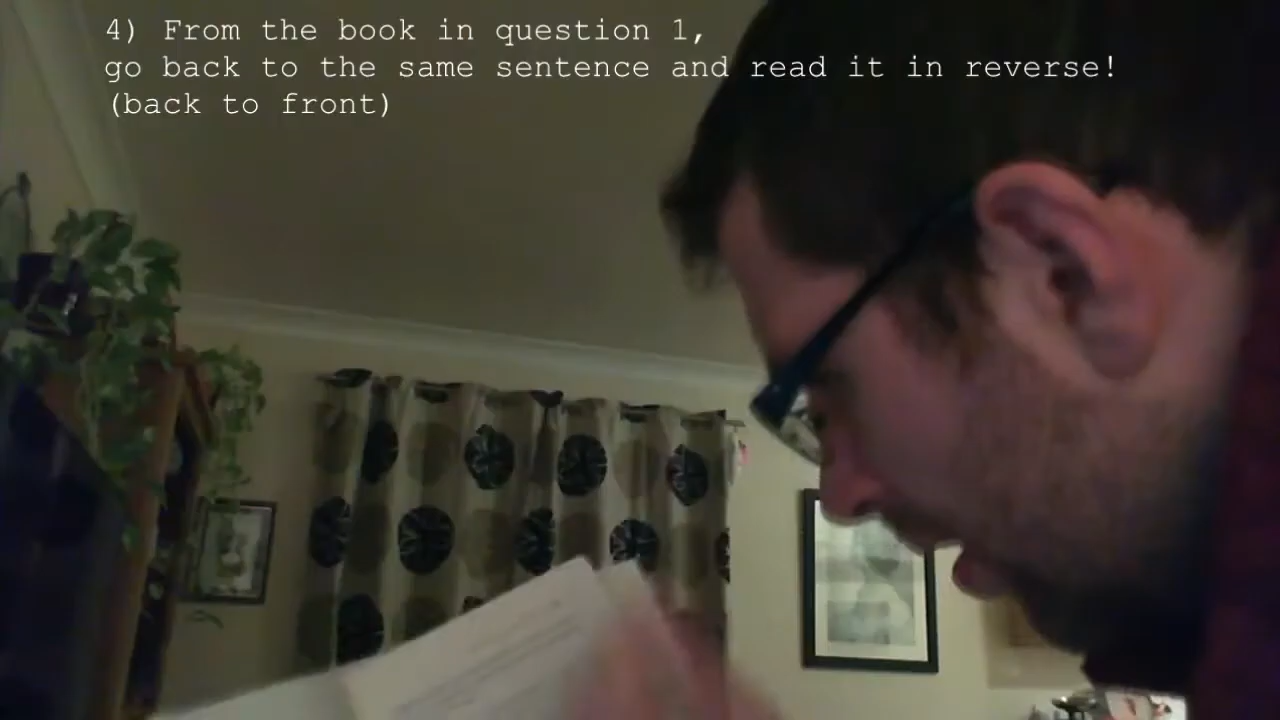 4) From the book in question 1,
go back to the same sentence and read it in reverse!
(back to front)